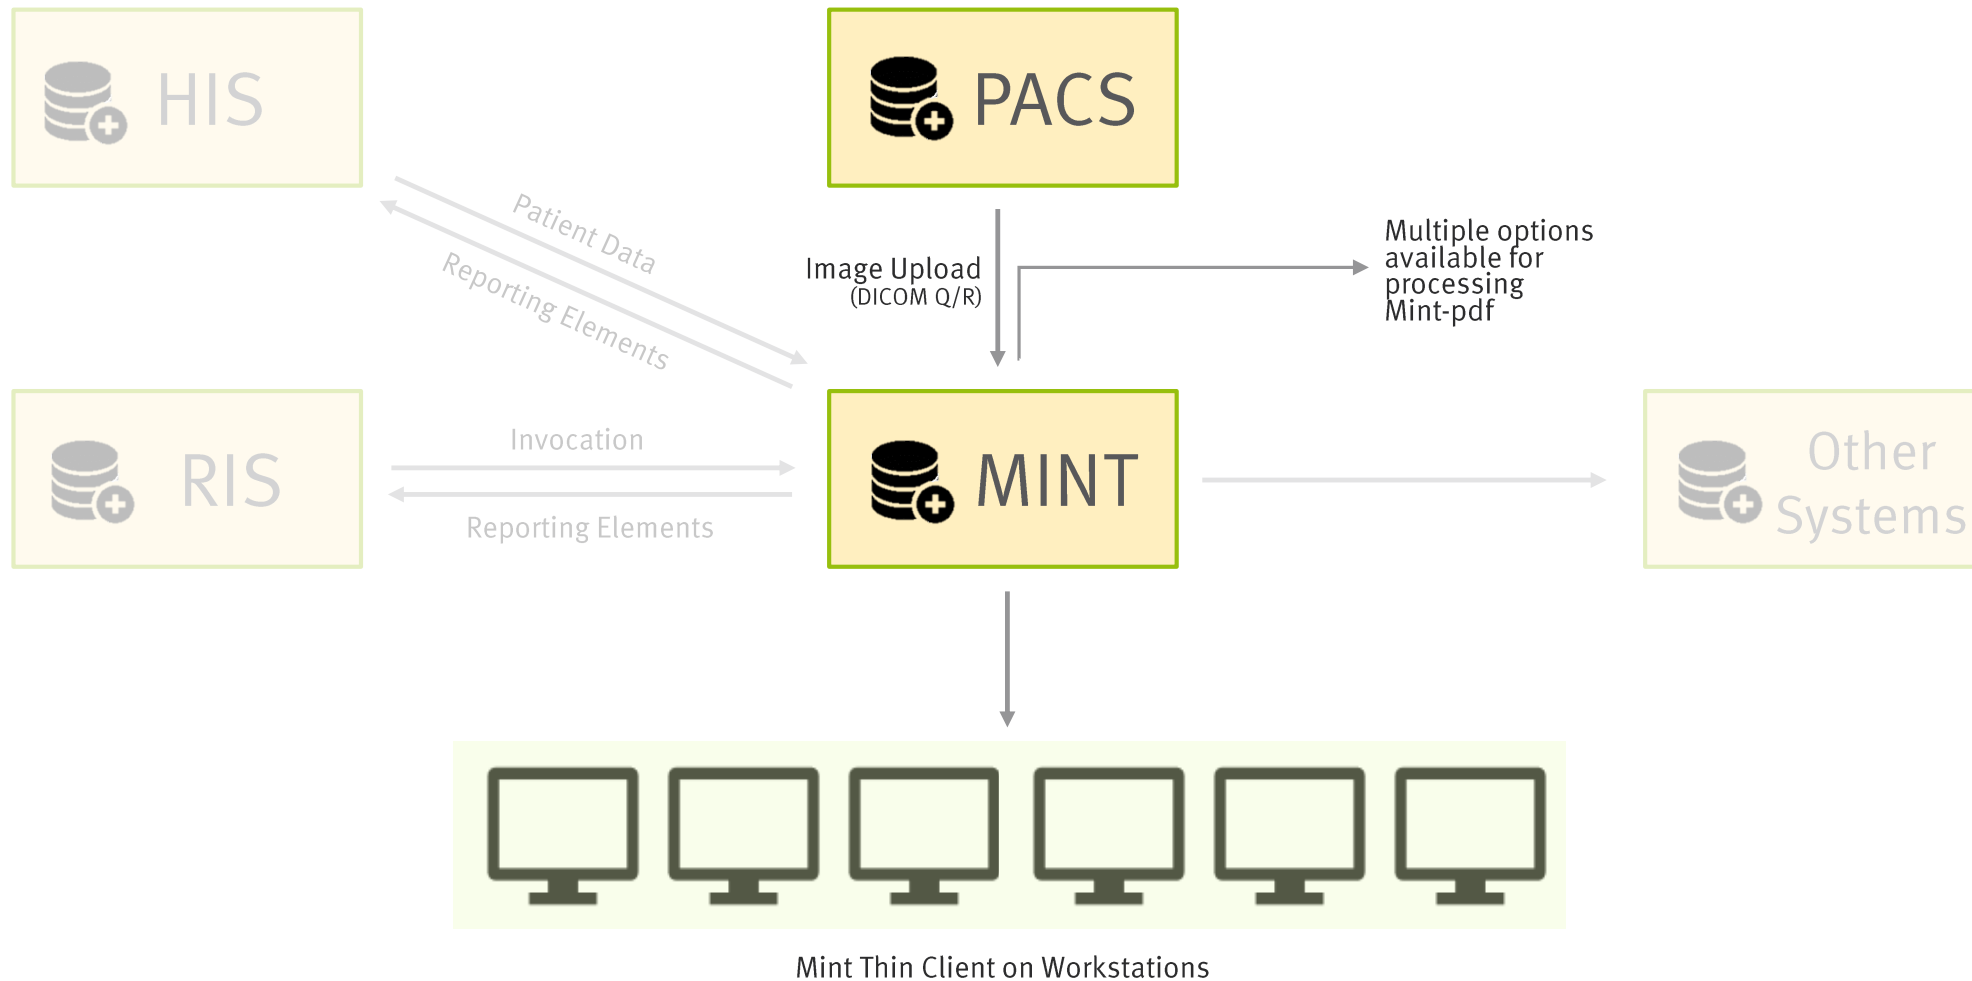 HIS
PACS
Patient Data
Reporting Elements
Image Upload
(DICOM Q/R)
Multiple options
available for
processing
Mint-pdf
RIS
Invocation
Reporting Elements
MINT
Other
Systems
Mint Thin Client on Workstations